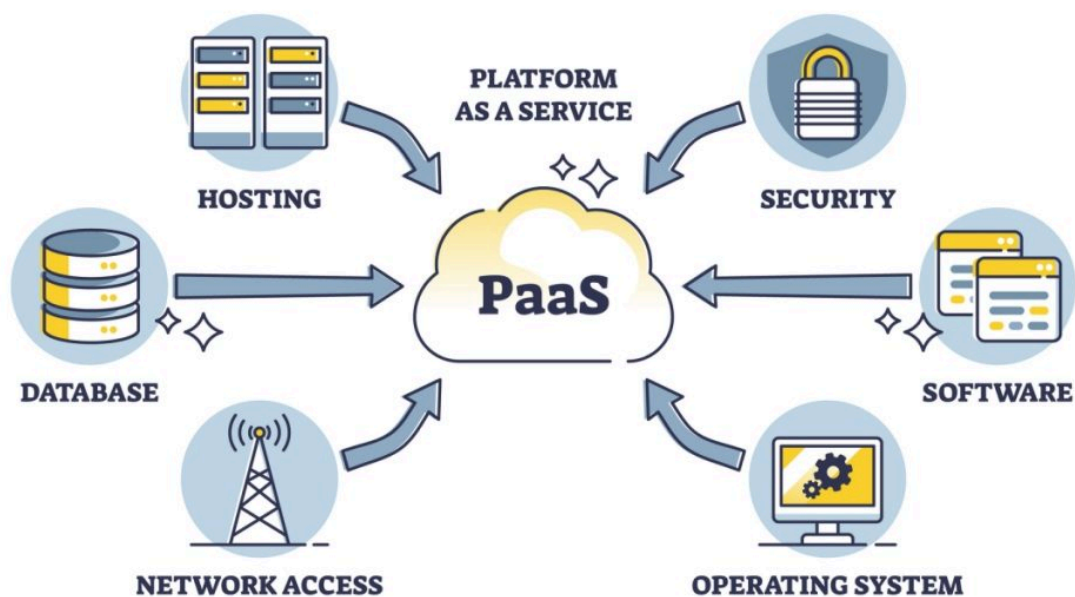 PLATFORM
AS A SERVICE
HOSTING
SECURITY
PaaS
DATABASE
SOFTWARE
NETWORK ACCESS
OPERATING SYSTEM